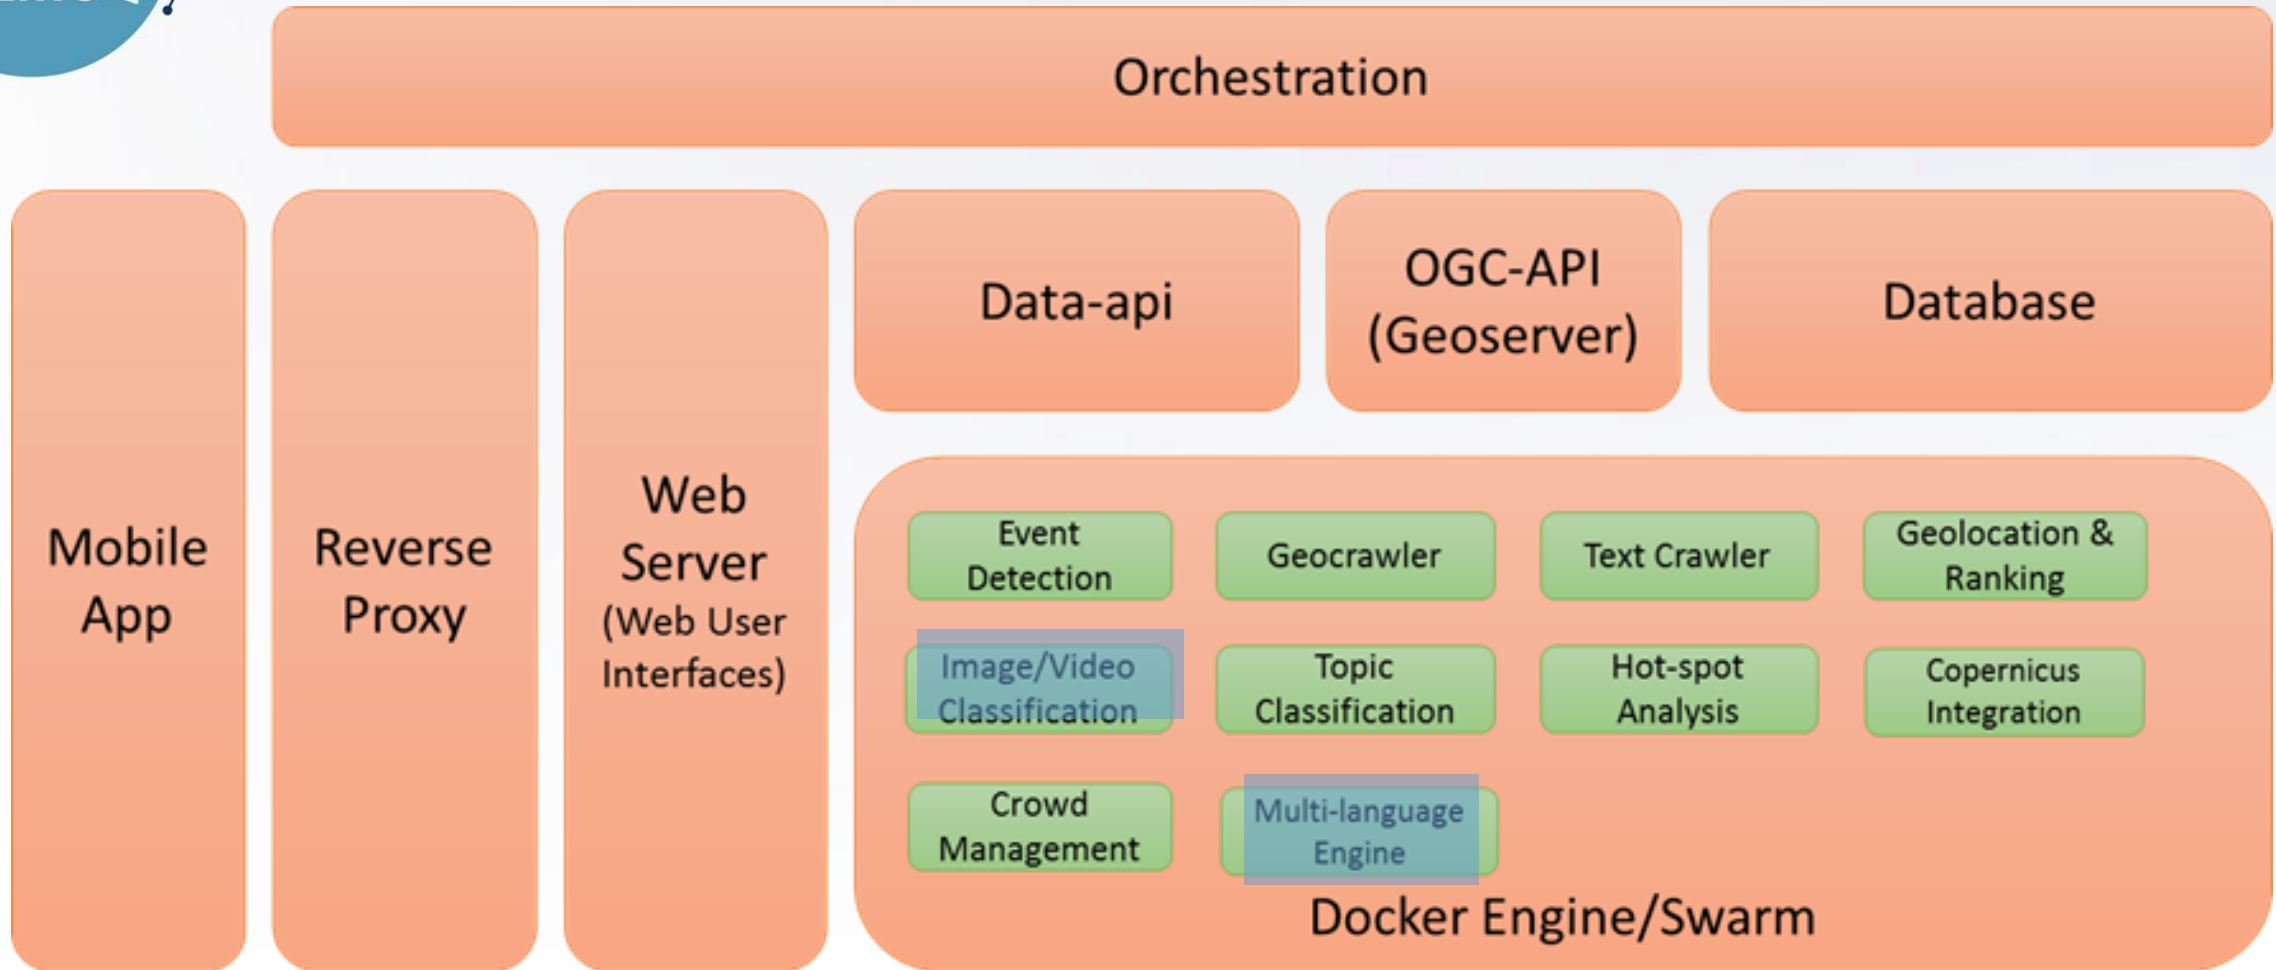 Orchestration
Mobile
App
Reverse
Proxy
Web
Server
(Web User
Interfaces)
Data-api
OGC-API
(Geoserver)
Database
Event
Detection
Geocrawler
Text Crawler
Geolocation &
Ranking
Image/Video
Classification
Topic
Classification
Hot-spot
Analysis
Copernicus
Integration
Crowd
Management
Multi-language
Engine
Docker Engine/Swarm